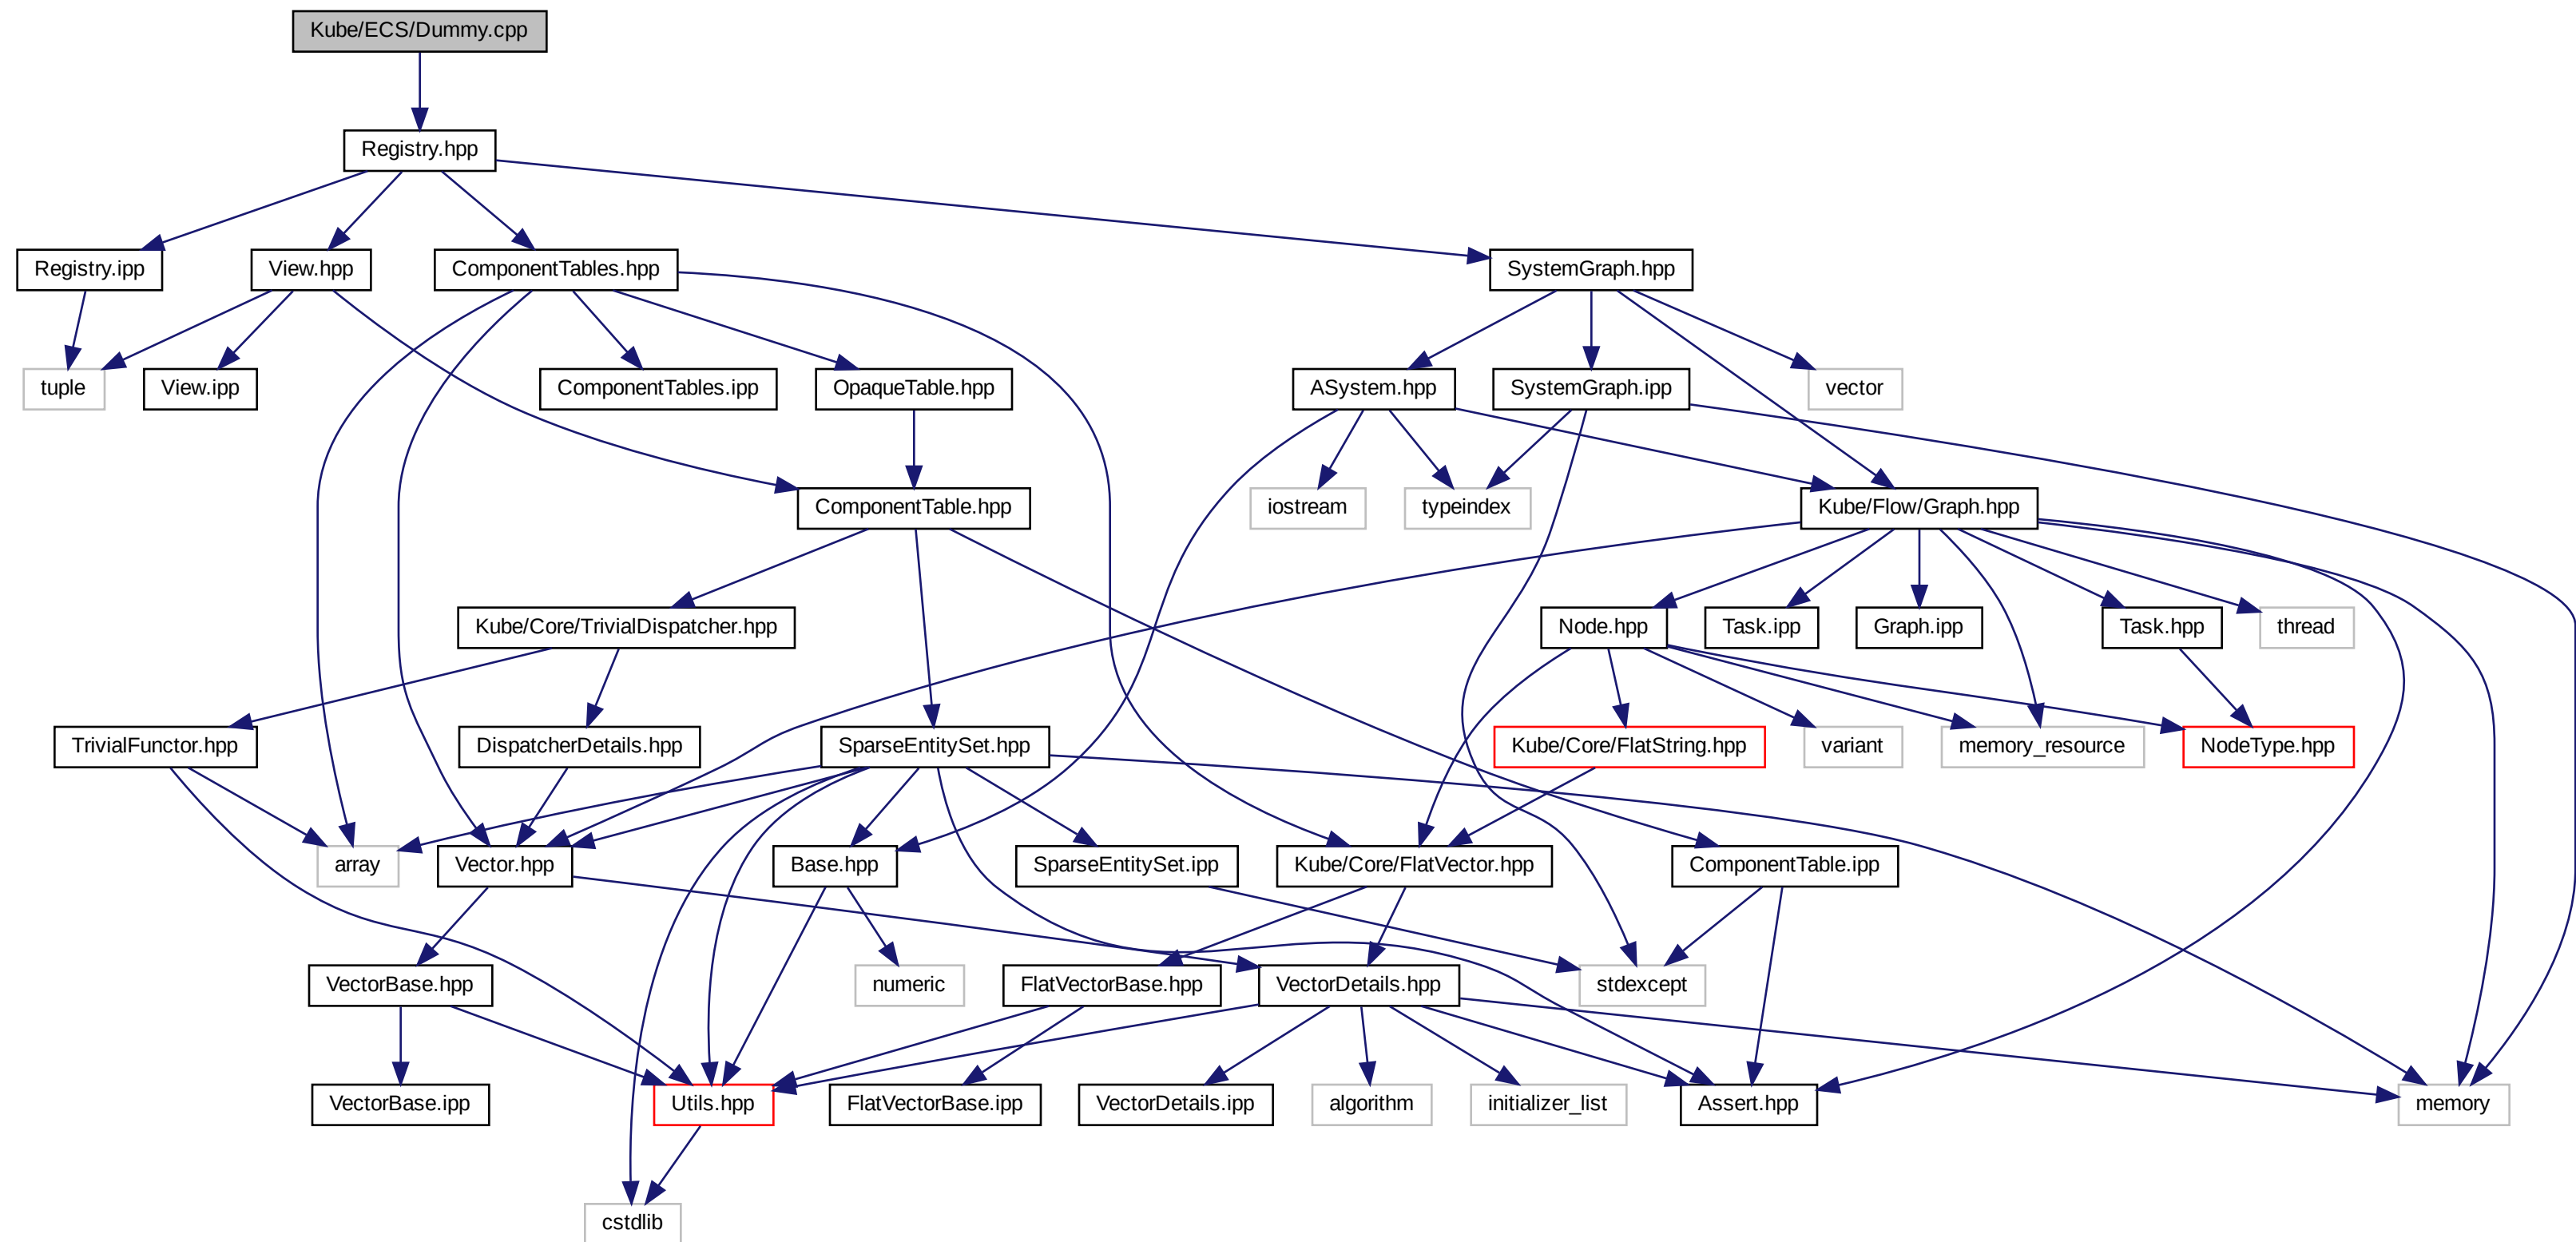 Kube/ECS/Dummy.cpp
Registry.hpp
Registry.ipp
View.hpp
ComponentTables.hpp
SystemGraph.hpp
tuple
View.ipp
ComponentTables.ipp
OpaqueTable.hpp
ASystem.hpp
SystemGraph.ipp
vector
ComponentTable.hpp
iostream
typeindex
Kube/Flow/Graph.hpp
Kube/Core/TrivialDispatcher.hpp
Node.hpp
Task.ipp
Graph.ipp
Task.hpp
thread
TrivialFunctor.hpp
DispatcherDetails.hpp
SparseEntitySet.hpp
Kube/Core/FlatString.hpp
variant
memory_resource
NodeType.hpp
array
Vector.hpp
Base.hpp
SparseEntitySet.ipp
Kube/Core/FlatVector.hpp
ComponentTable.ipp
VectorBase.hpp
numeric
FlatVectorBase.hpp
VectorDetails.hpp
stdexcept
VectorBase.ipp
Utils.hpp
FlatVectorBase.ipp
VectorDetails.ipp
algorithm
initializer_list
Assert.hpp
memory
cstdlib